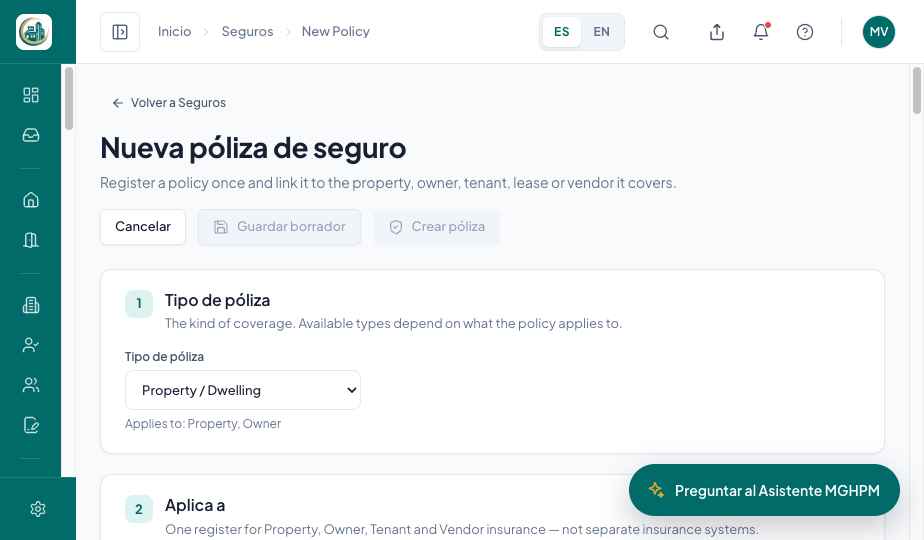 Inicio > Seguros > New Policy
ES EN
MV
← Volver a Seguros
Nueva póliza de seguro
Register a policy once and link it to the property, owner, tenant, lease or vendor it covers.
Cancelar Guardar borrador Crear póliza
1 Tipo de póliza
The kind of coverage. Available types depend on what the policy applies to.
Tipo de póliza
Property / Dwelling
Applies to: Property, Owner
Preguntar al Asistente MGHPM
2 Aplica a
One register for Property, Owner, Tenant and Vendor insurance — not separate insurance systems.